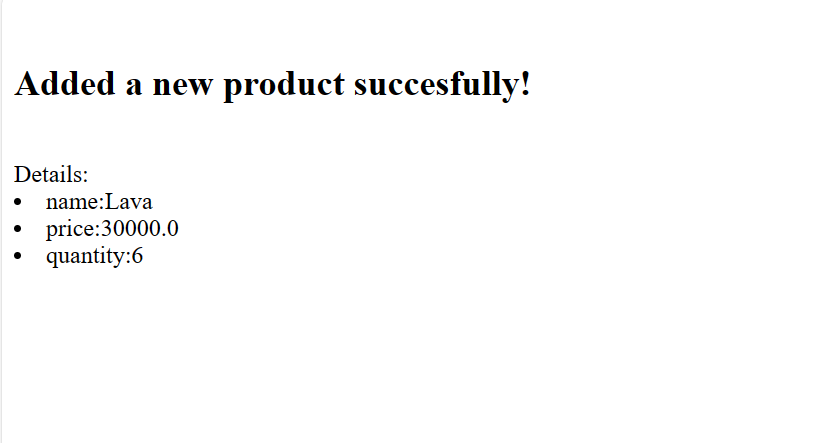 Added a new product succesfully!
Details:
• name:Lava
• price:30000.0
• quantity:6